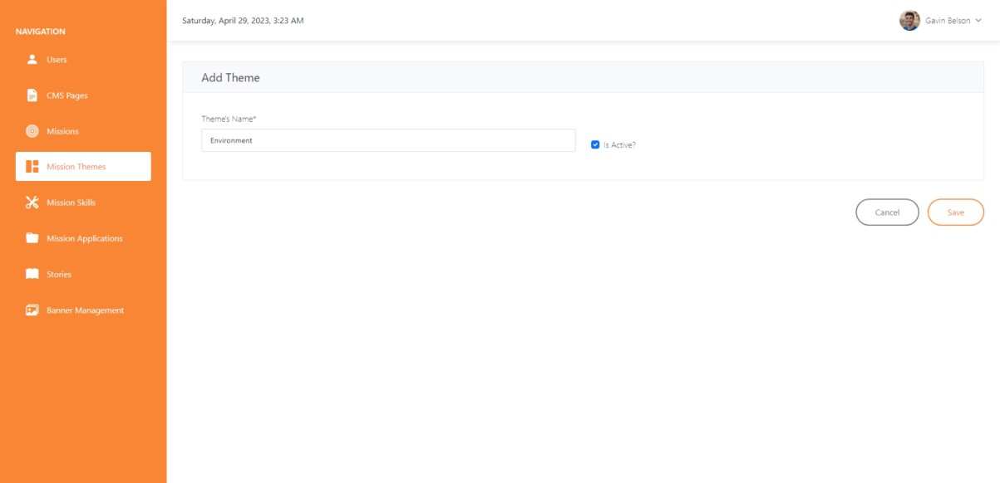 NAVIGATION
Users
CMS Pages
Missions
Mission Themes
Mission Skills
Mission Applications
Stories
Banner Management
Saturday, April 29, 2023, 3:23 AM
Gavin Belson
Add Theme
Theme's Name*
Environment
Is Active?
Cancel
Save